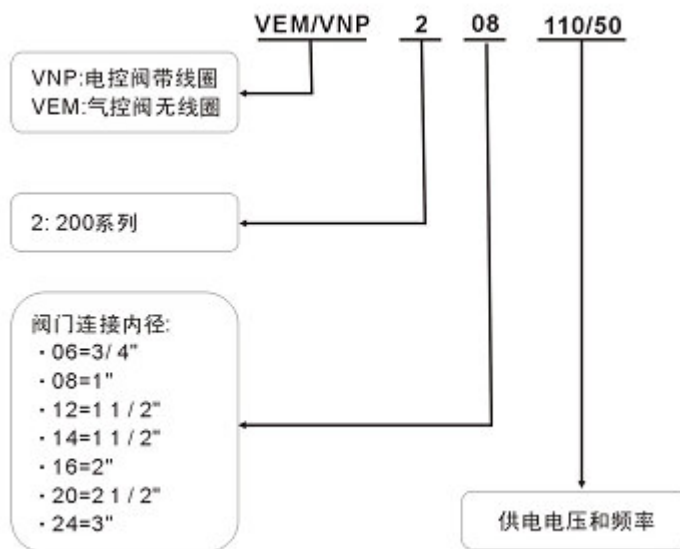 VEM/VNP 2 08 110/50
VNP:电控阀带线圈
VEM:气控阀无线圈
2: 200系列
阀门连接内径:
·06=3/ 4"
·08=1"
·12=1 1 / 2"
·14=1 1 / 2"
·16=2"
·20=2 1 / 2"
·24=3"
供电电压和频率